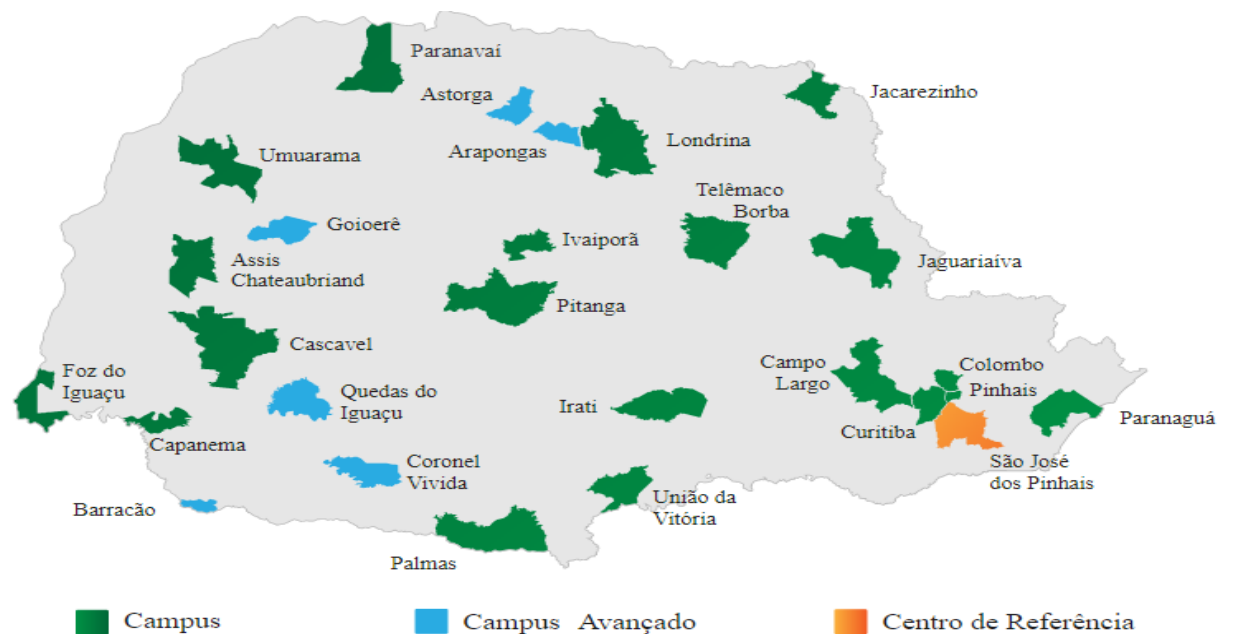 Paranavaí
Astorga
Jacarezinho
Arapongas
Londrina
Umuarama
Telêmaco
Borba
Goioerê
Ivaiporã
Assis
Chateaubriand
Jaguariaíva
Pitanga
Cascavel
Foz do
Iguaçu
Quedas do
Iguaçu
Irati
Campo
Largo
Colombo
Pinhais
Paranaguá
Curitiba
Capanema
São José
dos Pinhais
Coronel
Vivida
Barracão
União da
Vitória
Palmas
Campus
Campus Avançado
Centro de Referência